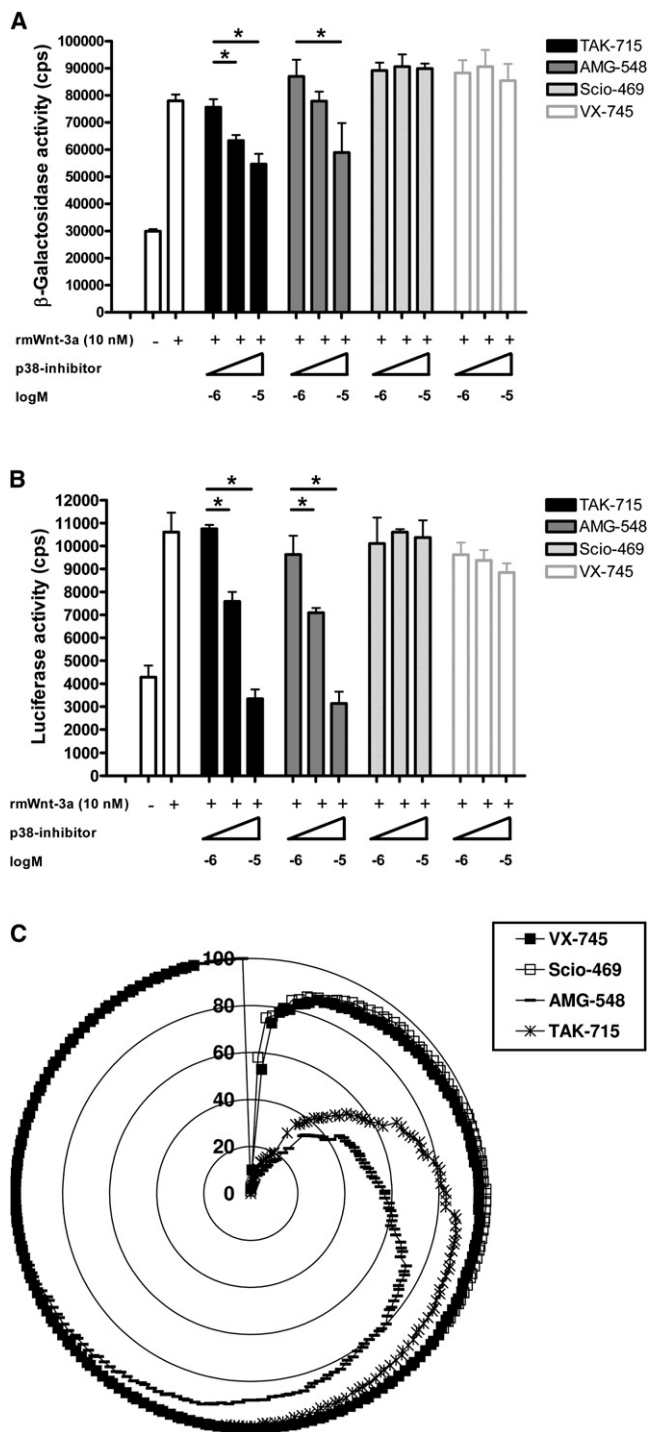 A
β-Galactosidase activity (cps)
100000
90000
80000
70000
60000
50000
40000
30000
20000
10000
0
* * *
TAK-715
AMG-548
Scio-469
VX-745
rmWnt-3a (10 nM) - + + + + + + + + + + + + +
p38-inhibitor
logM -6 -5 -6 -5 -6 -5 -6 -5
B
Luciferase activity (cps)
12000
11000
10000
9000
8000
7000
6000
5000
4000
3000
2000
1000
0
* * * *
TAK-715
AMG-548
Scio-469
VX-745
rmWnt-3a (10 nM) - + + + + + + + + + + + + +
p38-inhibitor
logM -6 -5 -6 -5 -6 -5 -6 -5
C
100
80
60
40
20
0
VX-745
Scio-469
AMG-548
TAK-715